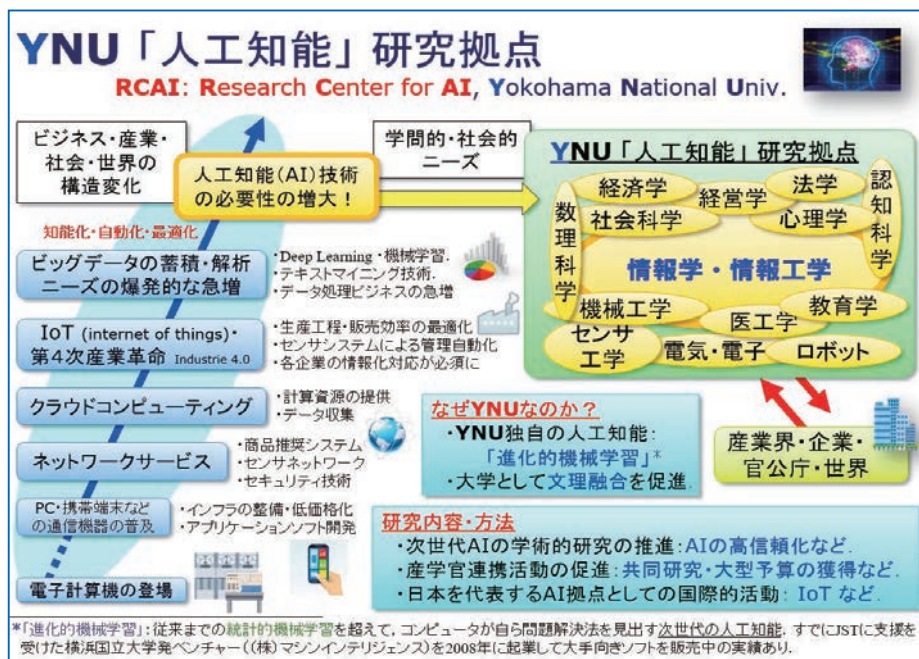 YNU「人工知能」研究拠点
RCAI: Research Center for AI, Yokohama National Univ.
ビジネス・産業・
社会・世界の
構造変化
人工知能(AI)技術
の必要性の増大！
学問的・社会的
ニーズ
知能化・自動化・最適化
ビッグデータの蓄積・解析
ニーズの爆発的な急増
・Deep Learning・機械学習.
・テキストマイニング技術.
・データ処理ビジネスの急増
IoT (internet of things)・
第4次産業革命 Industrie 4.0
・生産工程・販売効率の最適化
・センサシステムによる管理自動化
・各企業の情報化対応が必須に
クラウドコンピューティング
・計算資源の提供
・データ収集
ネットワークサービス
・商品推奨システム
・センサネットワーク
・セキュリティ技術
PC・携帯端末など
の通信機器の普及
・インフラの整備・低価格化
・アプリケーションソフト開発
電子計算機の登場
YNU「人工知能」研究拠点
数理科学
経済学
経営学
法学
認知科学
社会科学
心理学
情報学・情報工学
機械工学
医工学
教育学
センサ
工学
電気・電子
ロボット
産業界・企業・
官公庁・世界
なぜYNUなのか？
・YNU独自の人工知能：
「進化的機械学習」*
・大学として文理融合を促進.
研究内容・方法
・次世代AIの学術的研究の推進：AIの高信頼化など.
・産学官連携活動の促進：共同研究・大型予算の獲得など.
・日本を代表するAI拠点としての国際的活動： IoT など.
*「進化的機械学習」：従来までの統計的機械学習を超えて, コンピュータが自ら問題解決法を見出す次世代の人工知能. すでにJSTに支援を
受けた横浜国立大学発ベンチャー((株)マシンインテリジェンス)を2008年に起業して大手向きソフトを販売中の実績あり.